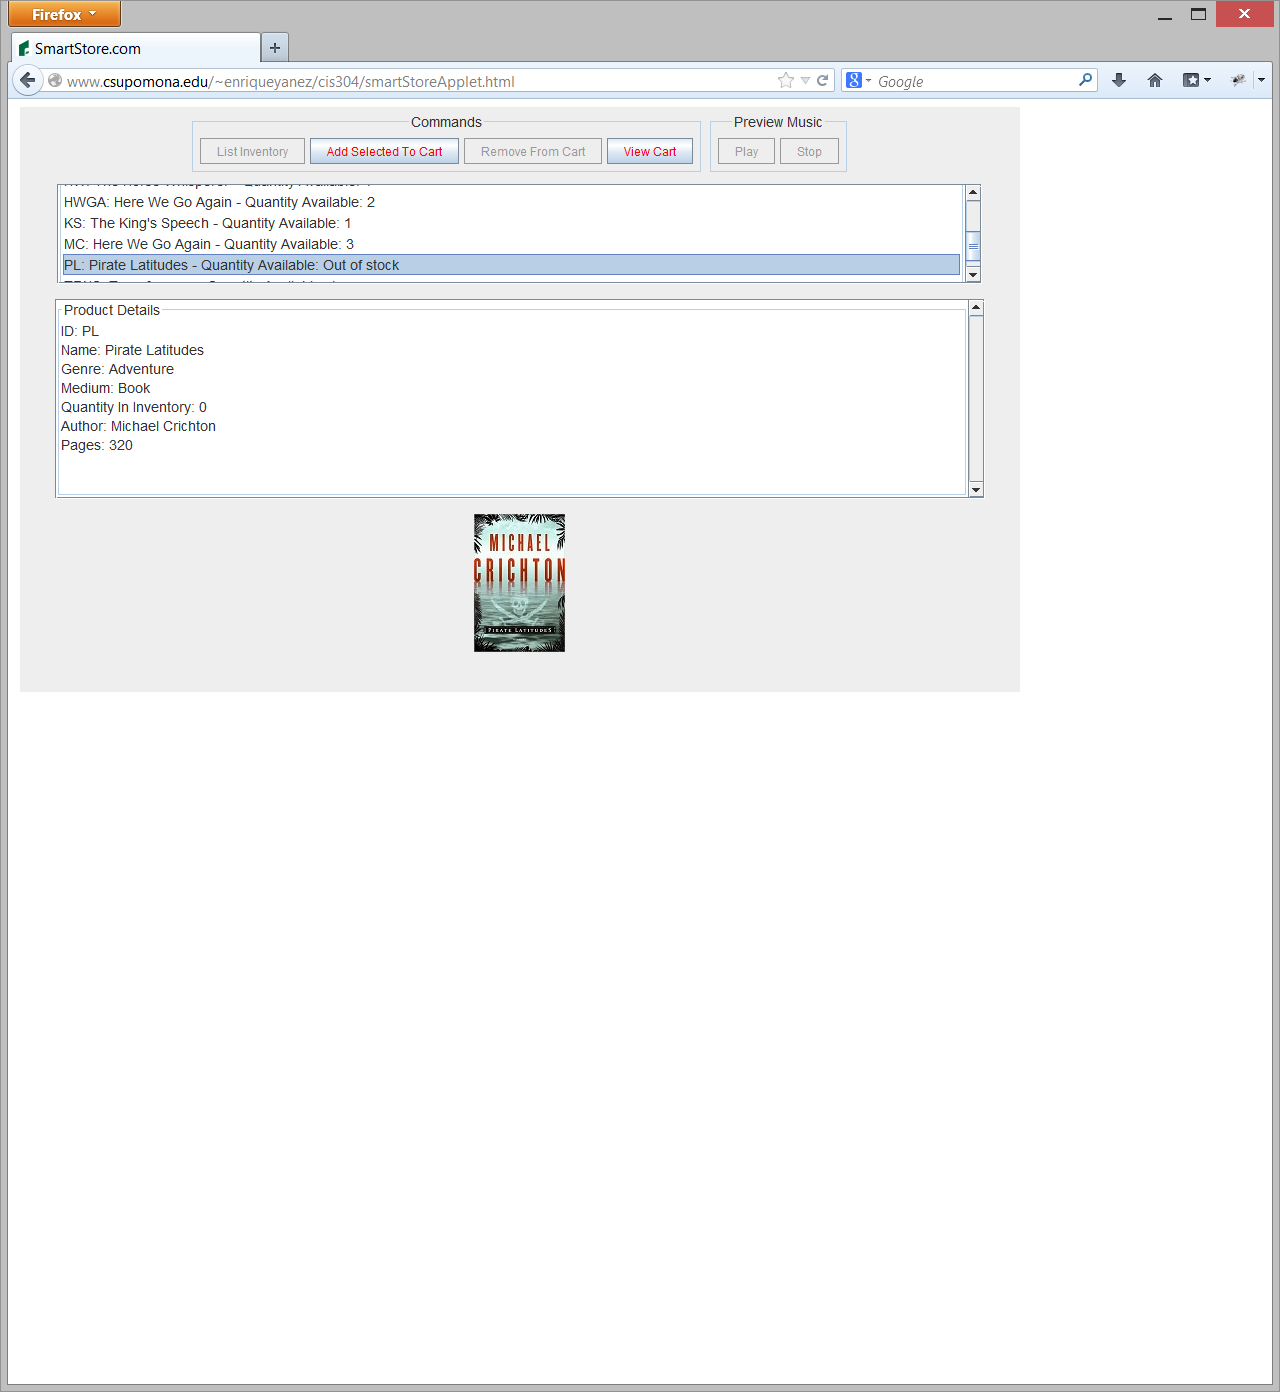 Firefox
SmartStore.com
www.csupomona.edu/~enriqueyanez/cis304/smartStoreApplet.html
Google
Commands
Preview Music
List Inventory
Add Selected To Cart
Remove From Cart
View Cart
Play
Stop
HWGA: Here We Go Again - Quantity Available: 2
KS: The King's Speech - Quantity Available: 1
MC: Here We Go Again - Quantity Available: 3
PL: Pirate Latitudes - Quantity Available: Out of stock
Product Details
ID: PL
Name: Pirate Latitudes
Genre: Adventure
Medium: Book
Quantity In Inventory: 0
Author: Michael Crichton
Pages: 320
MICHAEL
CRICHTON
PIRATE LATITUDES